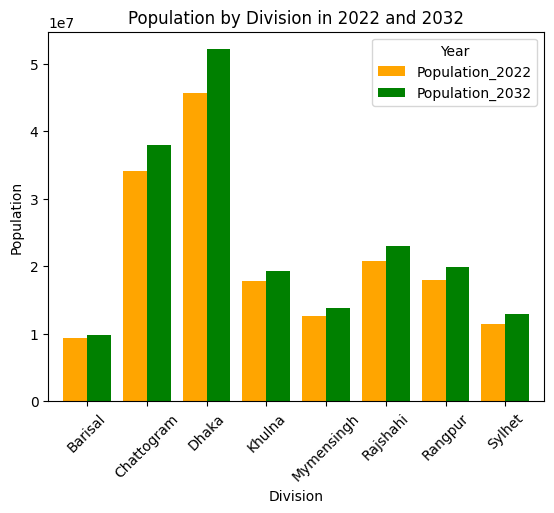 Population by Division in 2022 and 2032
1e7
Year
Population_2022
Population_2032
Population
5
4
3
2
1
0
Barisal
Chattogram
Dhaka
Khulna
Mymensingh
Rajshahi
Rangpur
Sylhet
Division